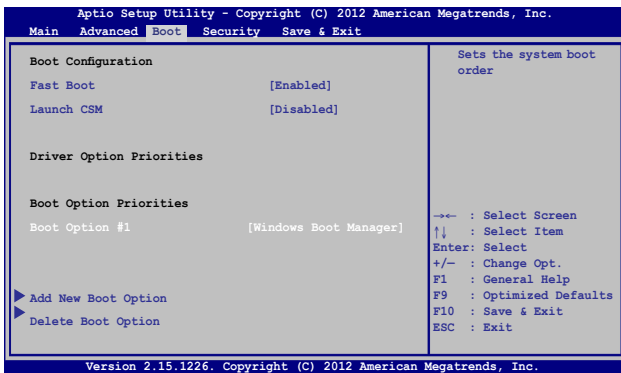 Aptio Setup Utility - Copyright (C) 2012 American Megatrends, Inc.
Main Advanced Boot Security Save & Exit
Boot Configuration
Fast Boot [Enabled]
Launch CSM [Disabled]
Driver Option Priorities
Boot Option Priorities
Boot Option #1 [Windows Boot Manager]
Add New Boot Option
Delete Boot Option
Sets the system boot
order
→← : Select Screen
↑↓ : Select Item
Enter: Select
+/— : Change Opt.
F1 : General Help
F9 : Optimized Defaults
F10 : Save & Exit
ESC : Exit
Version 2.15.1226. Copyright (C) 2012 American Megatrends, Inc.